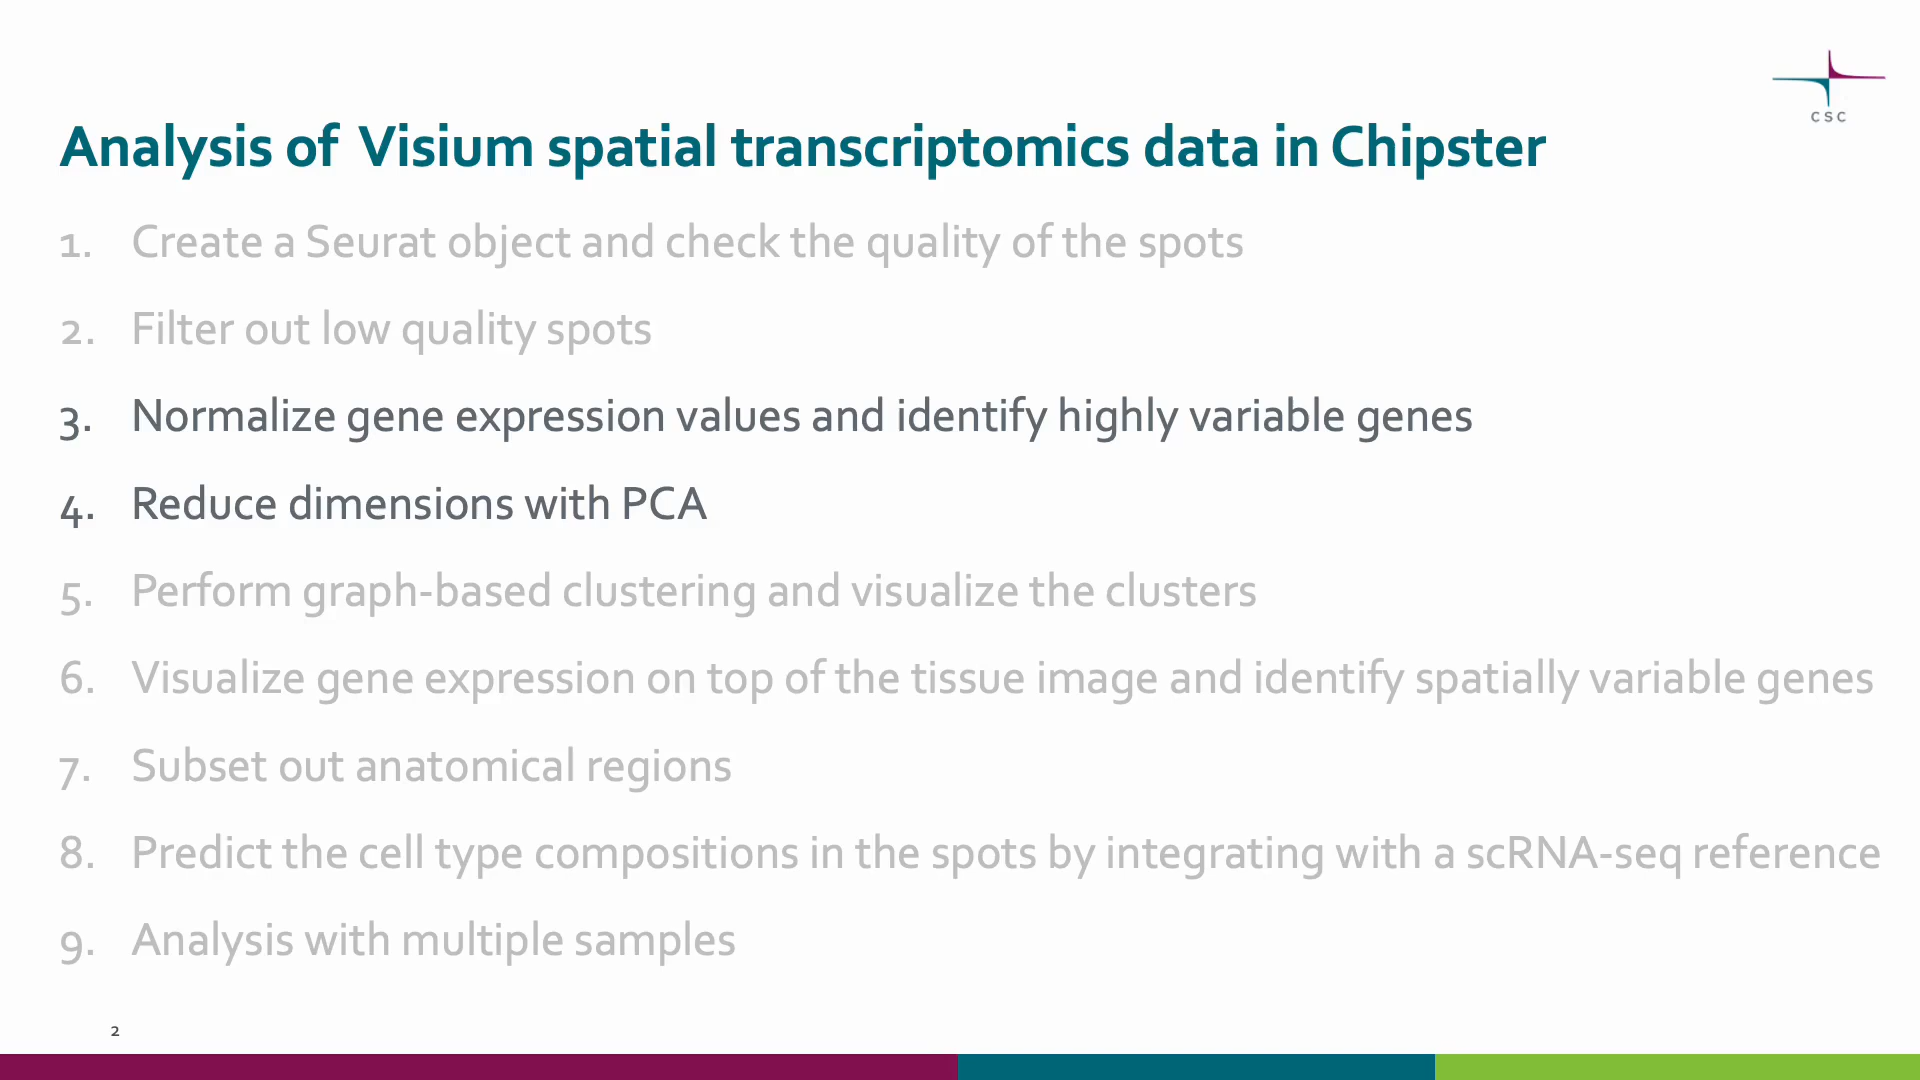 CSC
Analysis of Visium spatial transcriptomics data in Chipster
1. Create a Seurat object and check the quality of the spots
2. Filter out low quality spots
3. Normalize gene expression values and identify highly variable genes
4. Reduce dimensions with PCA
5. Perform graph-based clustering and visualize the clusters
6. Visualize gene expression on top of the tissue image and identify spatially variable genes
7. Subset out anatomical regions
8. Predict the cell type compositions in the spots by integrating with a scRNA-seq reference
9. Analysis with multiple samples
2